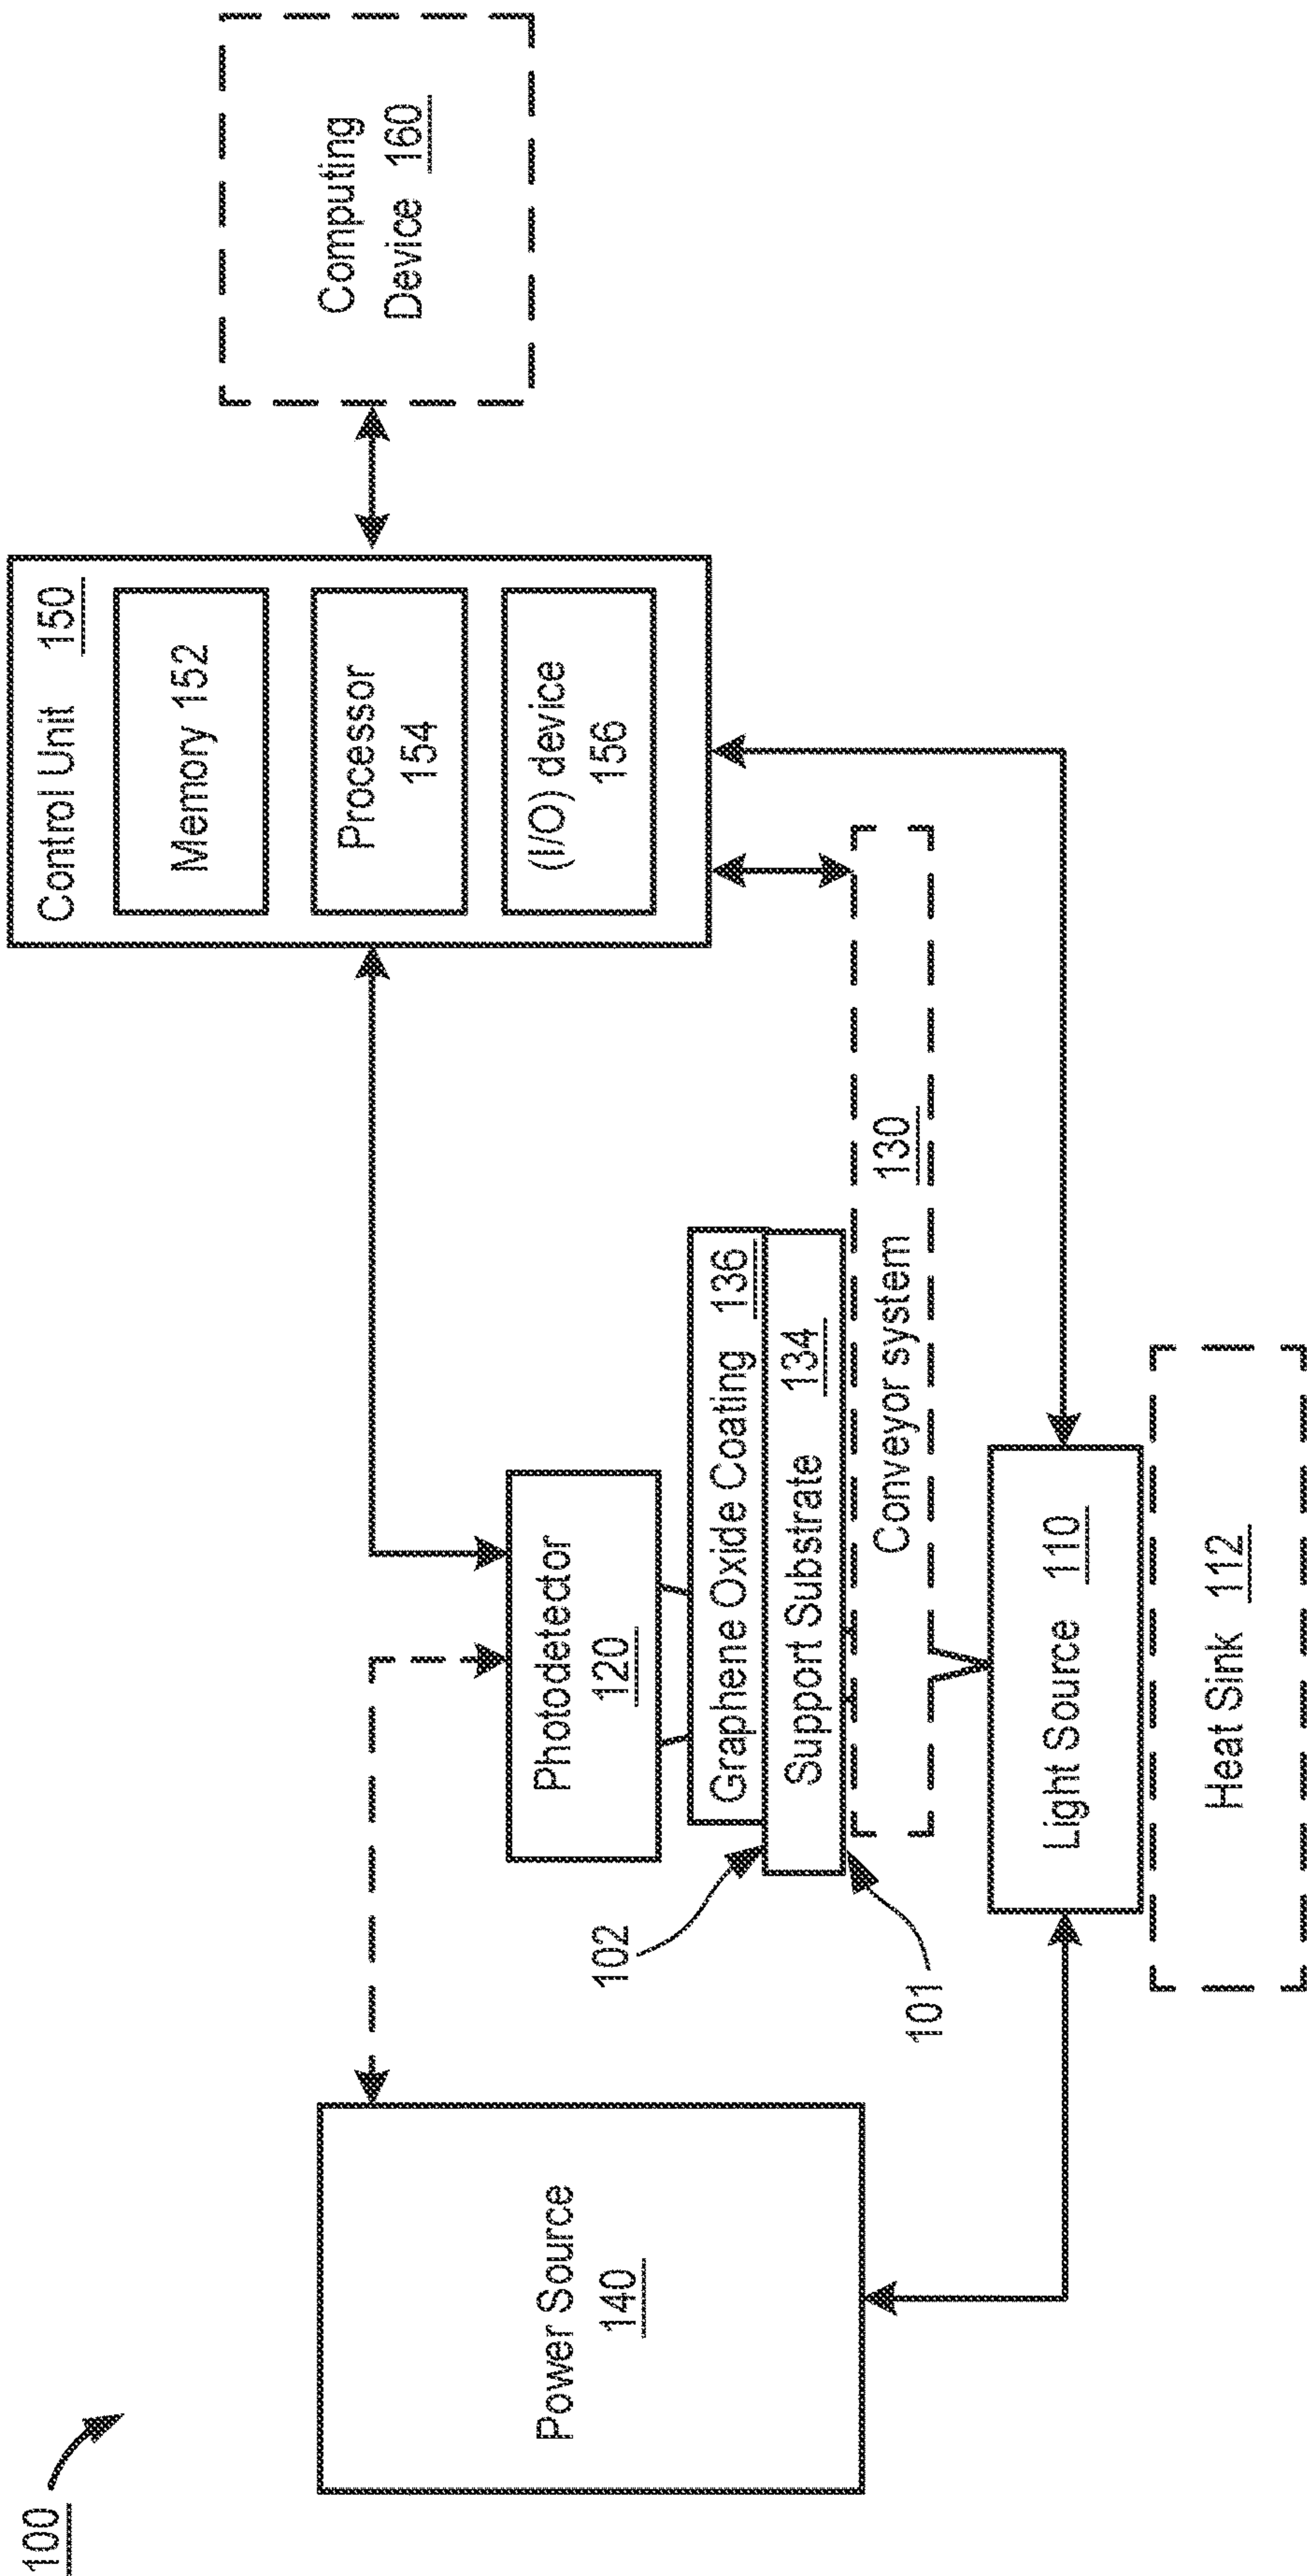 100
Power Source
140
Photodetector
120
102
101
Graphene Oxide Coating 136
Support Substrate 134
Conveyor system 130
Light Source 110
Heat Sink 112
Control Unit 150
Memory 152
Processor
154
(I/O) device
156
Computing
Device 160